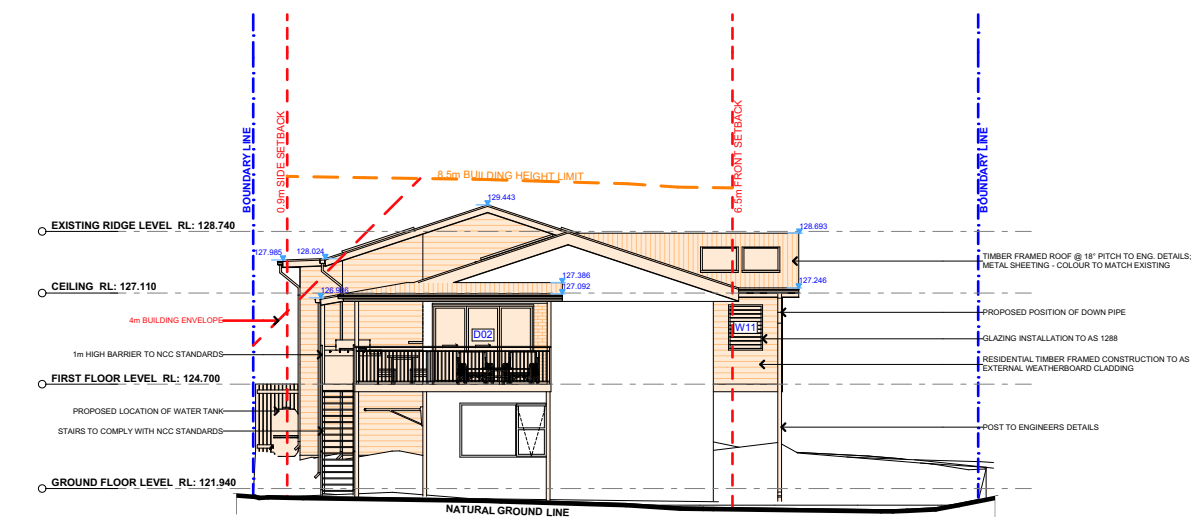 BOUNDARY LINE
0.9m SIDE SETBACK
8.5m BUILDING HEIGHT LIMIT
6.5m FRONT SETBACK
BOUNDARY LINE
129.443
EXISTING RIDGE LEVEL RL: 128.740
128.693
127.965
128.024
TIMBER FRAMED ROOF @ 18° PITCH TO ENG. DETAILS;
METAL SHEETING - COLOUR TO MATCH EXISTING
127.386
127.246
CEILING RL: 127.110
127.092
PROPOSED POSITION OF DOWN PIPE
4m BUILDING ENVELOPE
D02
W11
GLAZING INSTALLATION TO AS 1288
1m HIGH BARRIER TO NCC STANDARDS
RESIDENTIAL TIMBER FRAMED CONSTRUCTION TO AS
EXTERNAL WEATHERBOARD CLADDING
FIRST FLOOR LEVEL RL: 124.700
PROPOSED LOCATION OF WATER TANK
STAIRS TO COMPLY WITH NCC STANDARDS
POST TO ENGINEERS DETAILS
GROUND FLOOR LEVEL RL: 121.940
NATURAL GROUND LINE